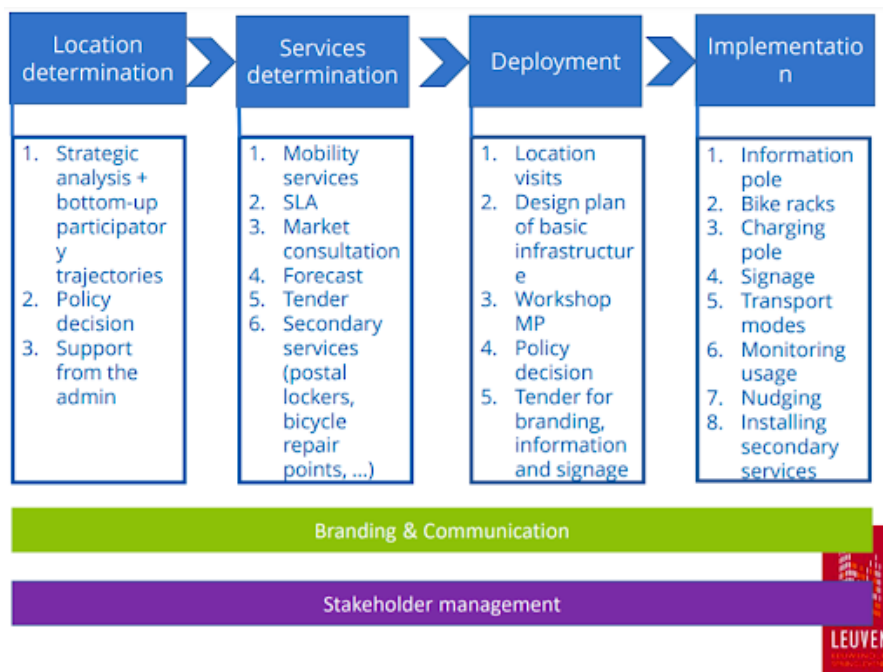 Location
determination
Services
determination
Deployment
Implementatio
n
1. Strategic
analysis +
bottom-up
participator
y
trajectories
2. Policy
decision
3. Support
from the
admin
1. Mobility
services
2. SLA
3. Market
consultation
4. Forecast
5. Tender
6. Secondary
services
(postal
lockers,
bicycle
repair
points, ...)
1. Location
visits
2. Design plan
of basic
infrastructur
e
3. Workshop
MP
4. Policy
decision
5. Tender for
branding,
information
and signage
1. Information
pole
2. Bike racks
3. Charging
pole
4. Signage
5. Transport
modes
6. Monitoring
usage
7. Nudging
8. Installing
secondary
services
Branding & Communication
Stakeholder management
LEUVEN